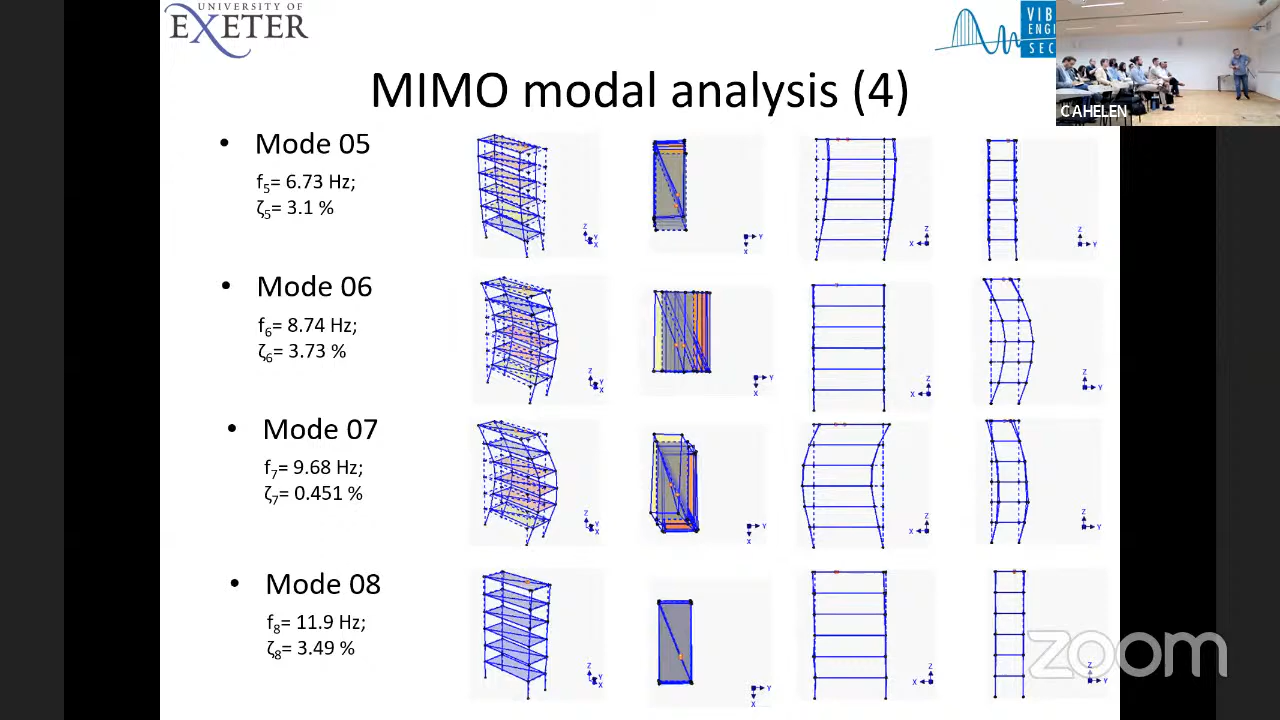 UNIVERSITY OF
EXETER
VIB
ENGI
SEC
CAHELEN
MIMO modal analysis (4)
• Mode 05
f5= 6.73 Hz;
ζ5= 3.1 %
• Mode 06
f6= 8.74 Hz;
ζ6= 3.73 %
• Mode 07
f7= 9.68 Hz;
ζ7= 0.451 %
• Mode 08
f8= 11.9 Hz;
ζ8= 3.49 %
zoom